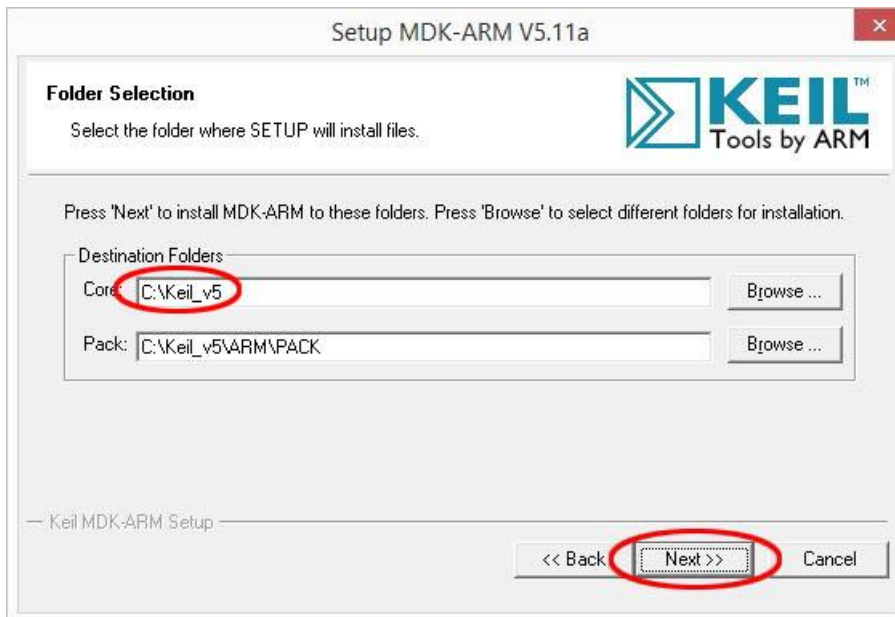 Setup MDK-ARM V5.11a
Folder Selection
Select the folder where SETUP will install files.
KEIL™
Tools by ARM
Press 'Next' to install MDK-ARM to these folders. Press 'Browse' to select different folders for installation.
Destination Folders
Core: C:\Keil_v5 Browse ...
Pack: C:\Keil_v5\ARM\PACK Browse ...
Keil MDK-ARM Setup
<< Back Next >> Cancel